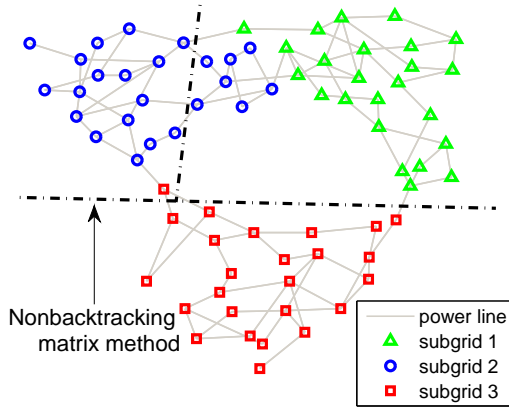 Nonbacktracking
matrix method
power line
subgrid 1
subgrid 2
subgrid 3